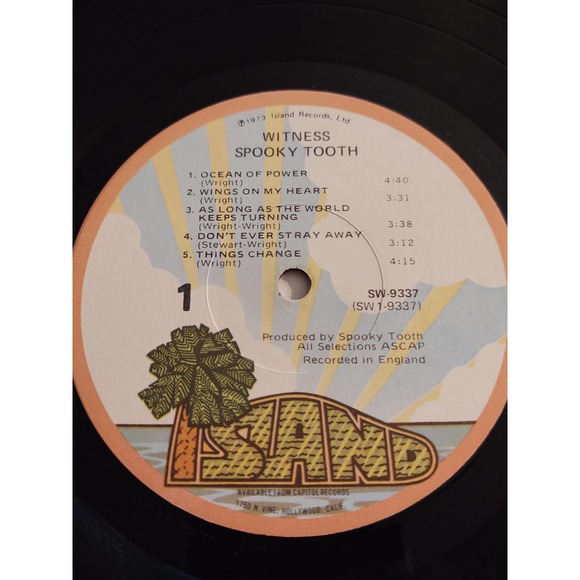 ℗1973 Island Records, Ltd.
WITNESS
SPOOKY TOOTH
1. OCEAN OF POWER 4:40
(Wright)
2. WINGS ON MY HEART 3:31
(Wright)
3. AS LONG AS THE WORLD
KEEPS TURNING
(Wright-Wright) 3:38
4. DON'T EVER STRAY AWAY 3:12
(Stewart-Wright)
5. THINGS CHANGE 4:15
(Wright)
1
SW-9337
(SW1-9337)
Produced by Spooky Tooth
All Selections ASCAP
Recorded in England
ISLAND
AVAILABLE FROM CAPITOL RECORDS
1750 N. VINE, HOLLYWOOD, CALIF.